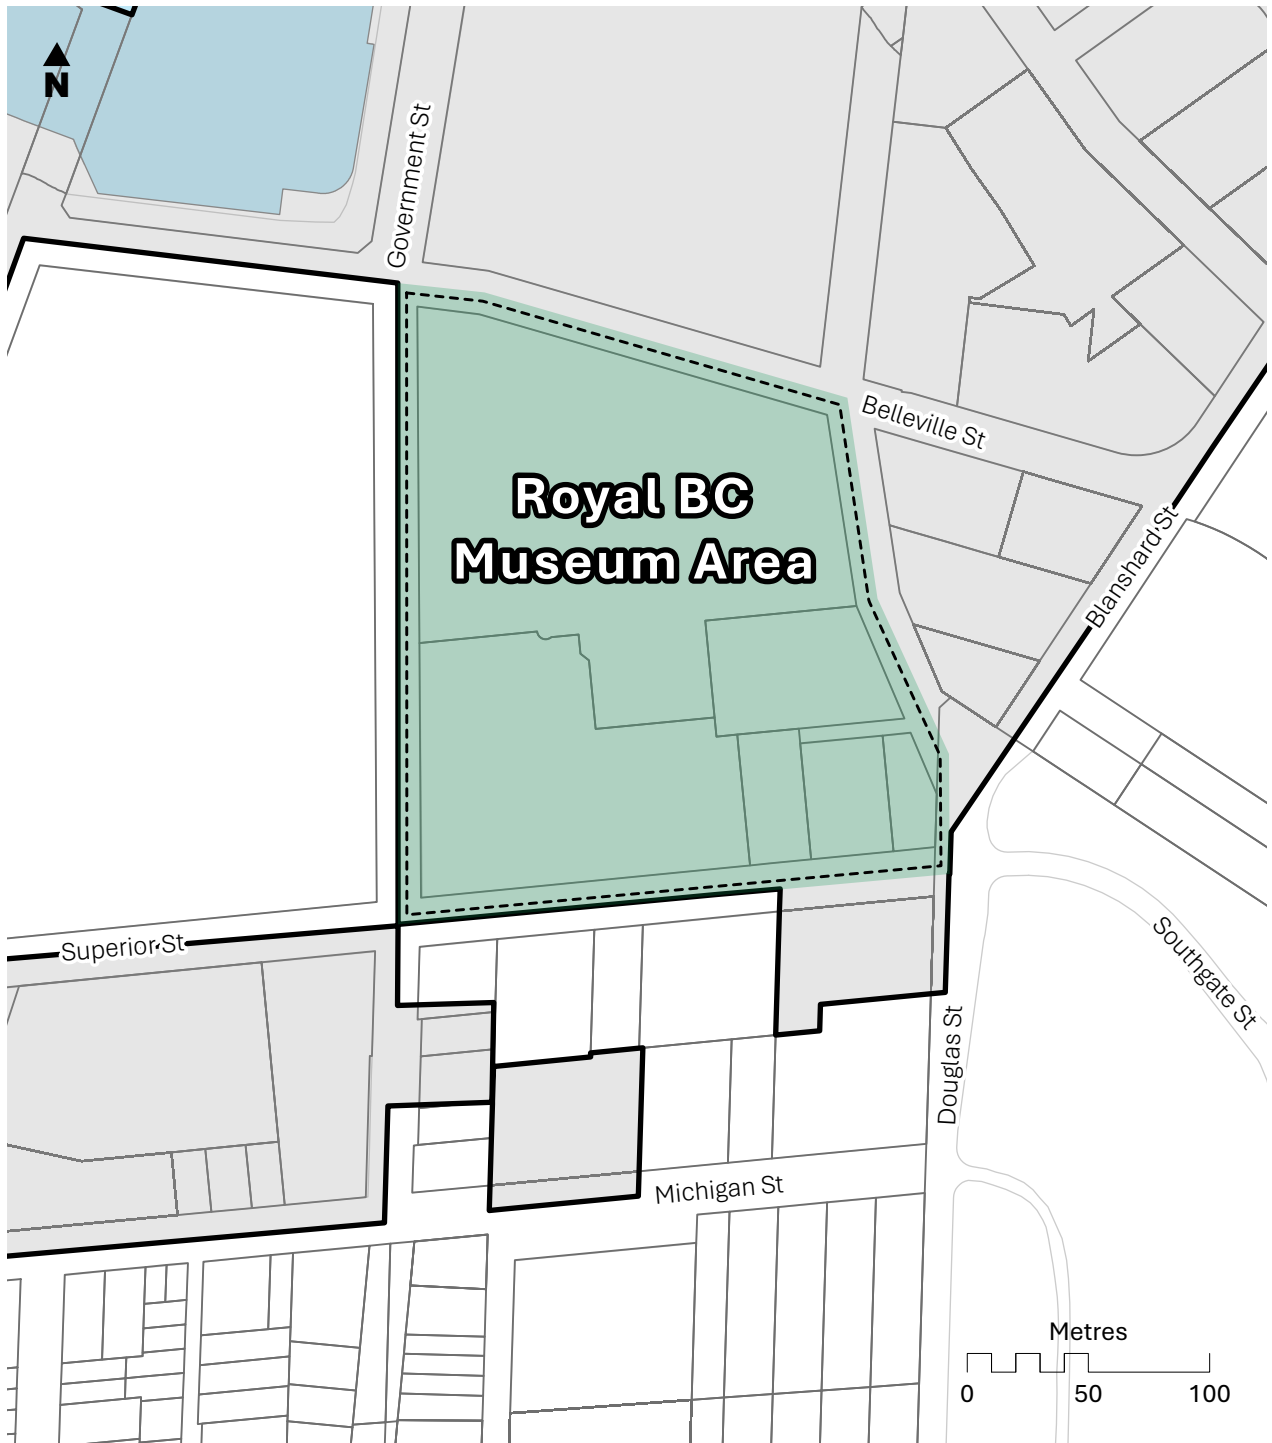 N
Government St
Belleville St
Royal BC
Museum Area
Blanshard St
Superior St
Southgate St
Douglas St
Michigan St
Metres
0 50 100